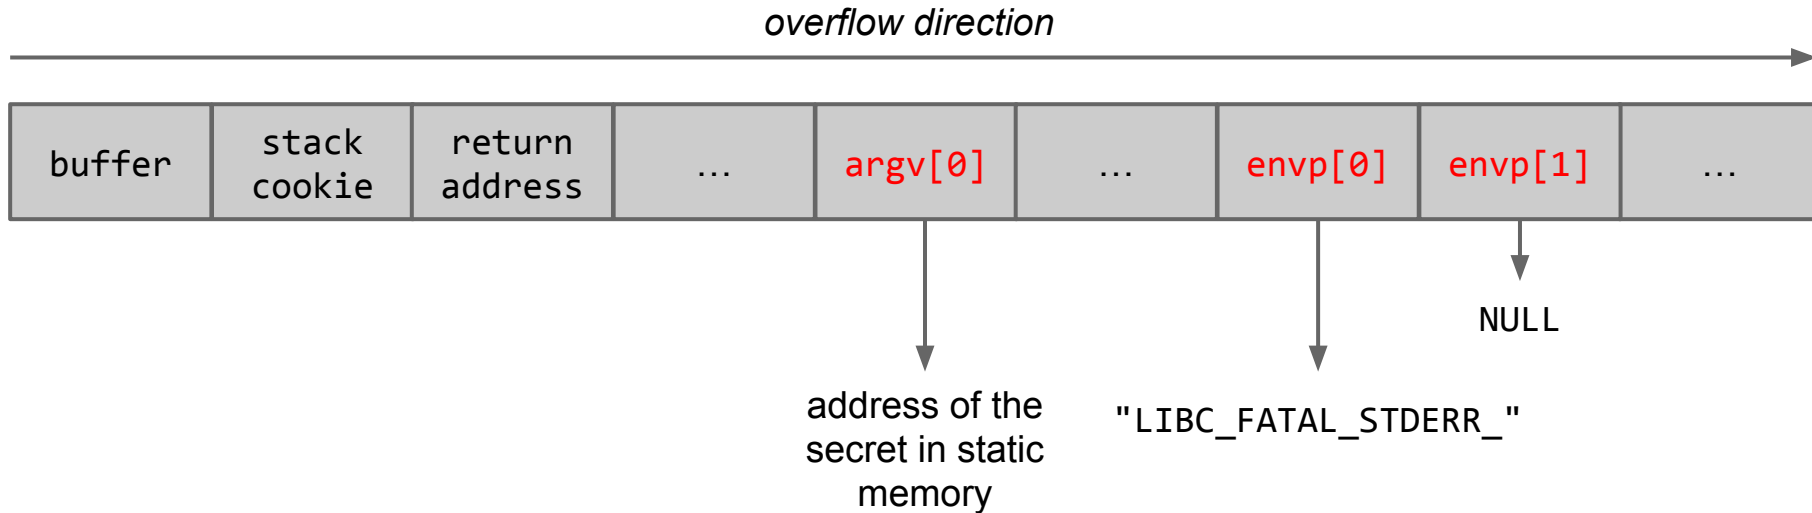 overflow direction
buffer
stack
cookie
return
address
…
argv[0]
…
envp[0]
envp[1]
…
NULL
address of the
secret in static
memory
"LIBC_FATAL_STDERR_"